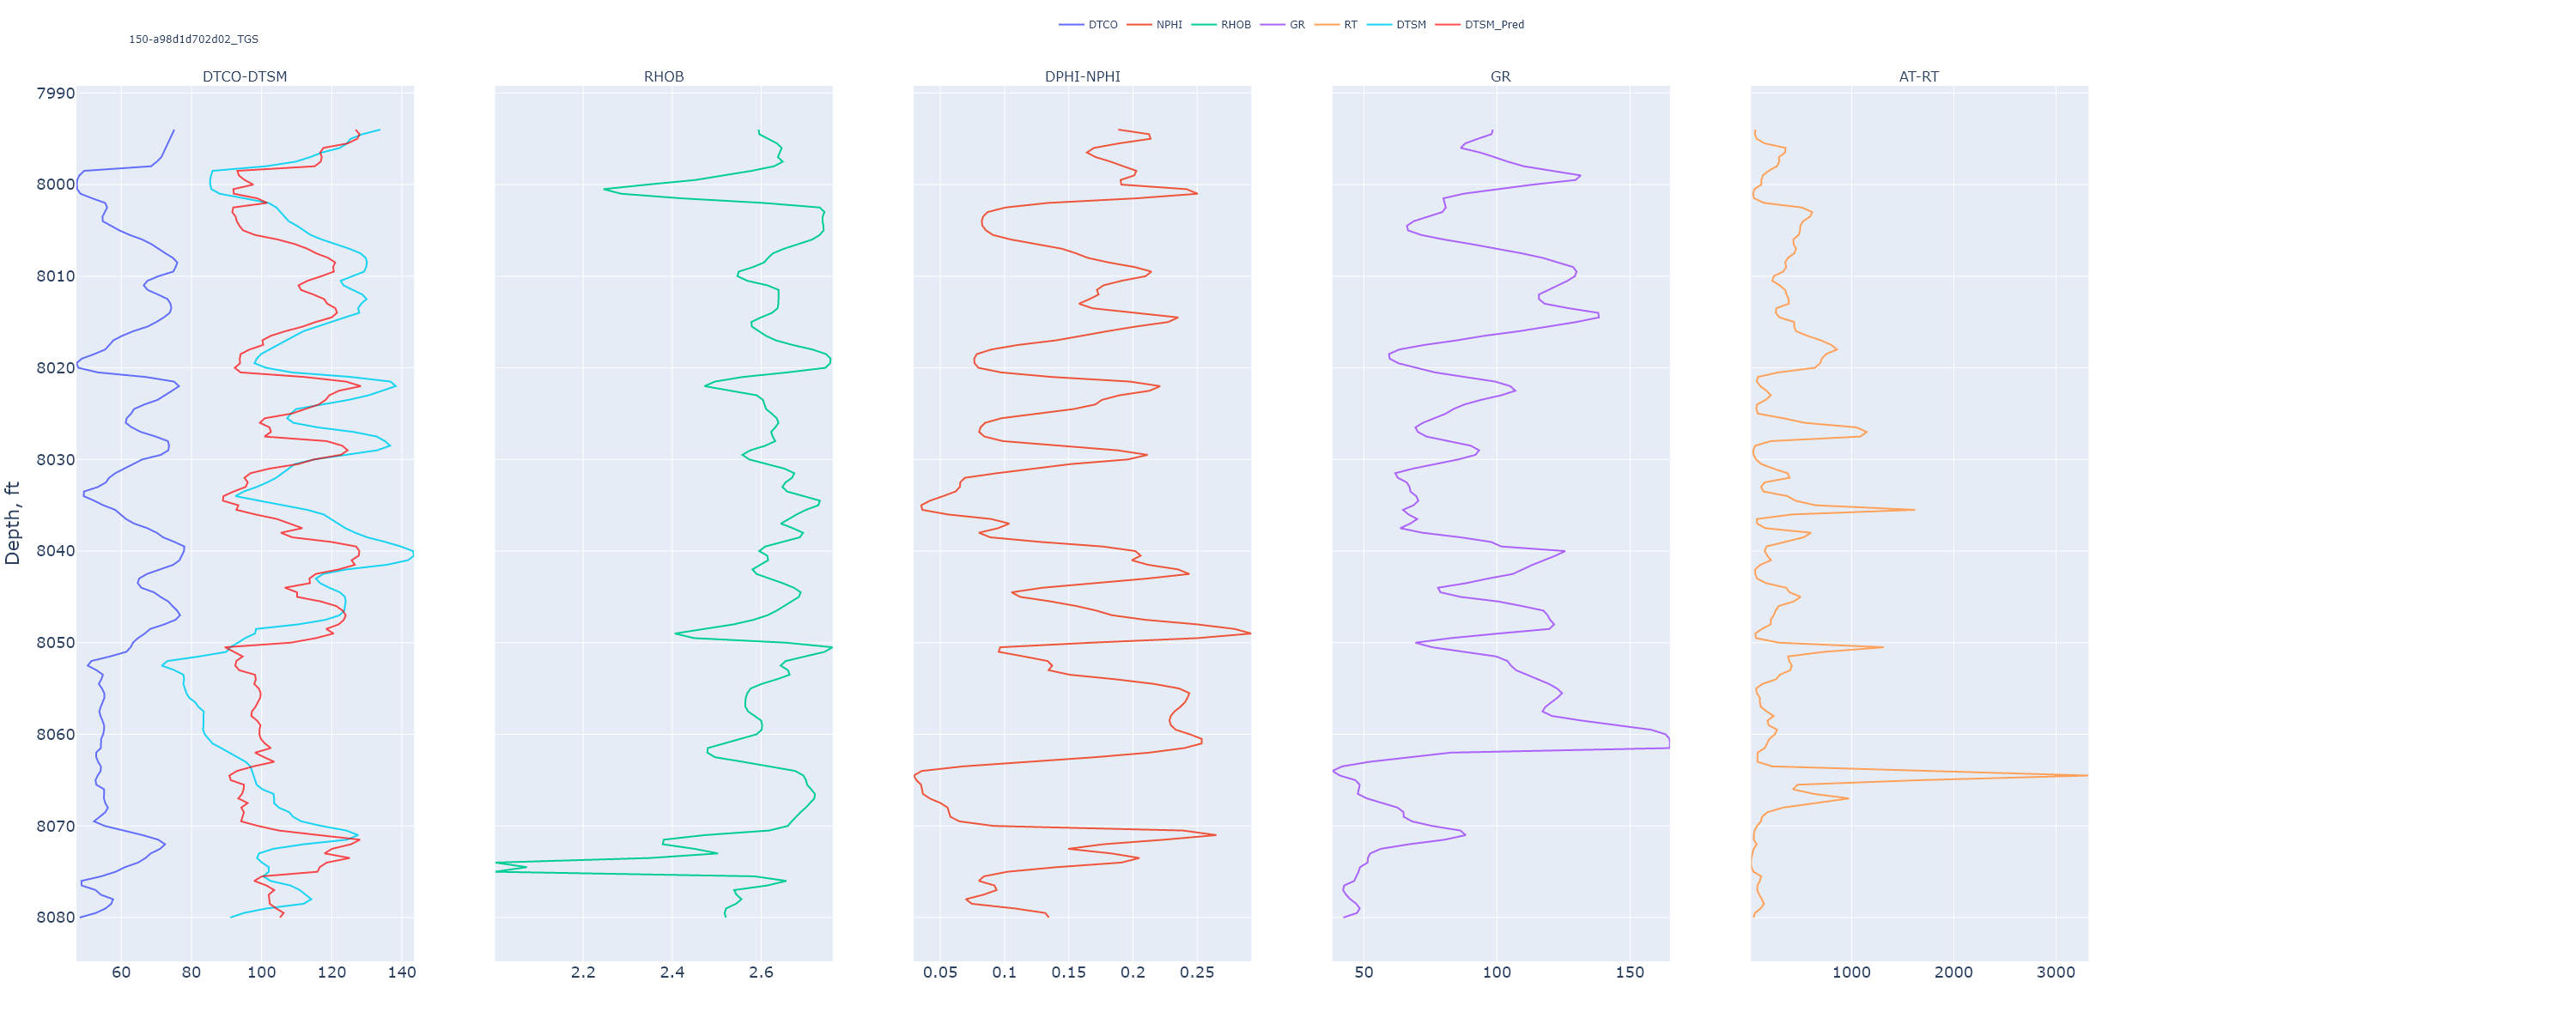 DTCO NPHI RHOB GR RT DTSM DTSM_Pred
150-a98d1d702d02_TGS
DTCO-DTSM RHOB DPHI-NPHI GR AT-RT
Depth, ft
7990
8000
8010
8020
8030
8040
8050
8060
8070
8080
60 80 100 120 140 2.2 2.4 2.6 0.05 0.1 0.15 0.2 0.25 50 100 150 1000 2000 3000